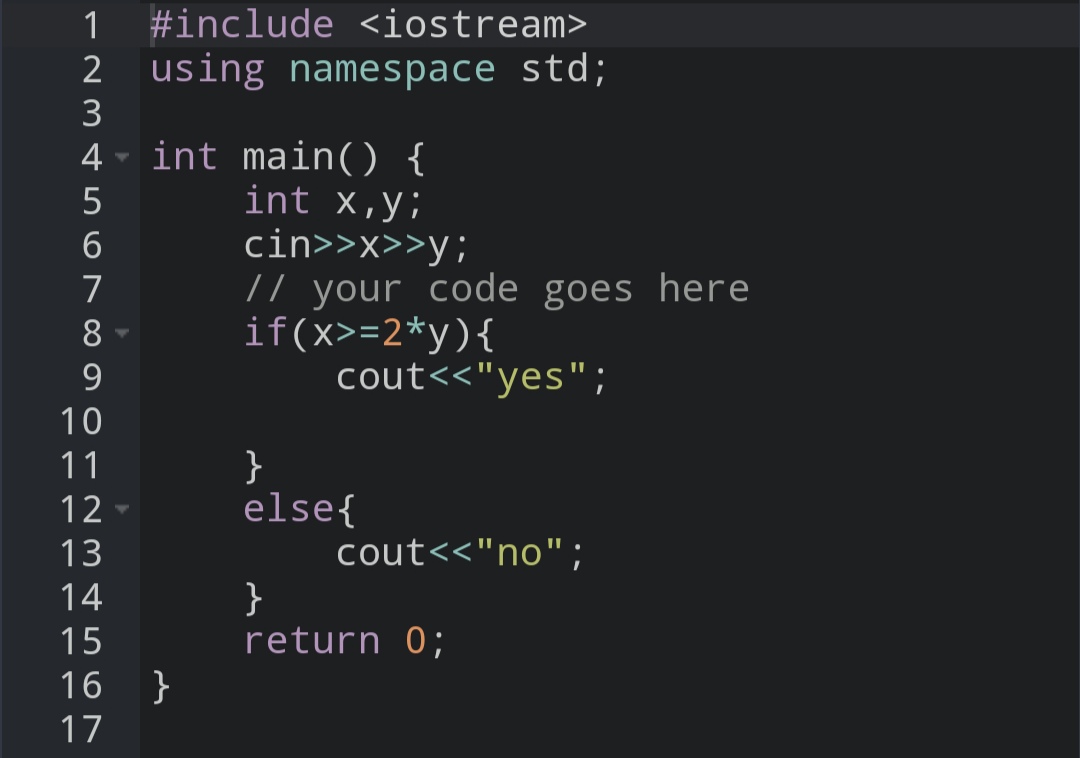 1 #include <iostream>
2 using namespace std;
3
4 int main() {
5     int x,y;
6     cin>>x>>y;
7     // your code goes here
8     if(x>=2*y){
9         cout<<"yes";
10
11     }
12     else{
13         cout<<"no";
14     }
15     return 0;
16 }
17